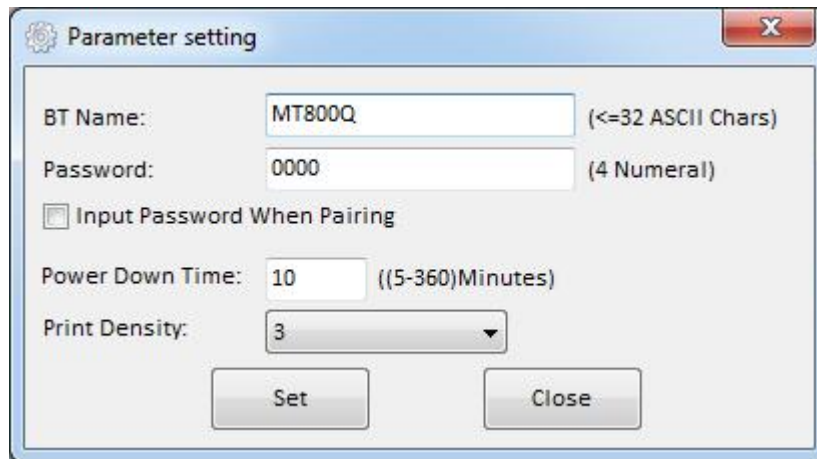 Parameter setting
BT Name: MT800Q (<=32 ASCII Chars)
Password: 0000 (4 Numeral)
Input Password When Pairing
Power Down Time: 10 ((5-360)Minutes)
Print Density: 3
Set Close